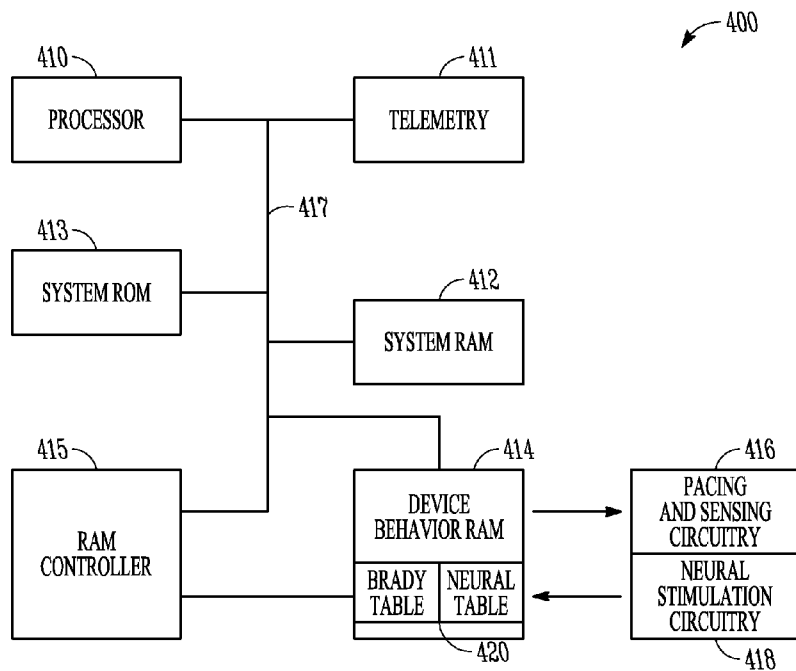 400
410
411
PROCESSOR
TELEMETRY
417
413
412
SYSTEM ROM
SYSTEM RAM
415
414
416
RAM
CONTROLLER
DEVICE
BEHAVIOR RAM
BRADY
TABLE
NEURAL
TABLE
420
PACING
AND SENSING
CIRCUITRY
NEURAL
STIMULATION
CIRCUITRY
418